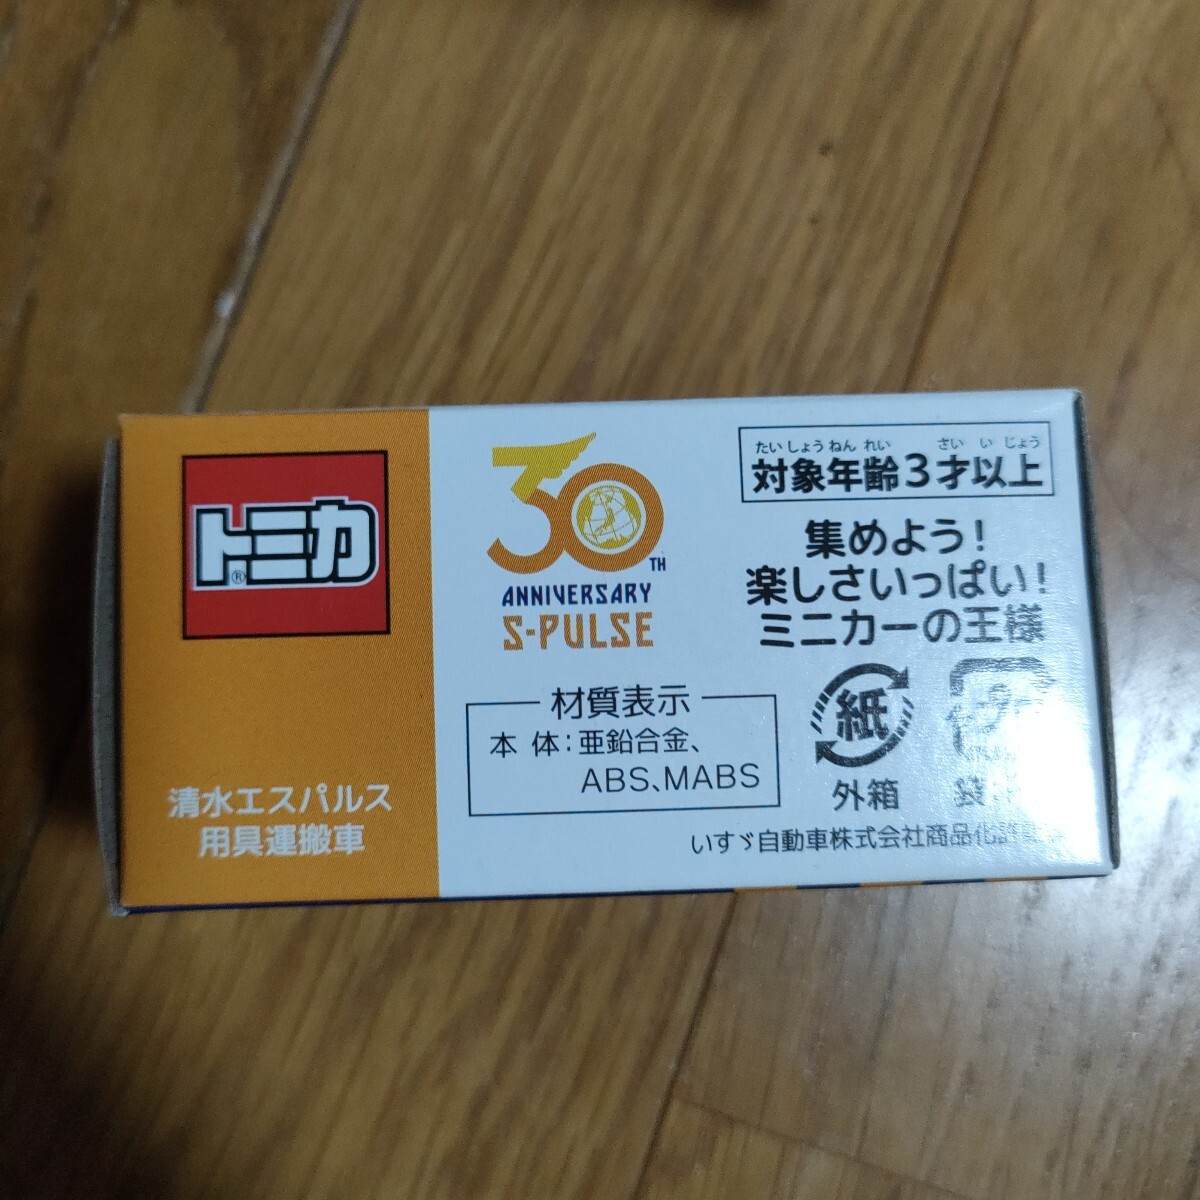 トミカ
®
清水エスパルス
用具運搬車
30TH
ANNIVERSARY
S-PULSE
材質表示
本 体:亜鉛合金、
ABS、MABS
たいしょうねんれい さい い じょう
対象年齢3才以上
集めよう!
楽しさいっぱい!
ミニカーの王様
紙
外箱
いすゞ自動車株式会社商品化許諾